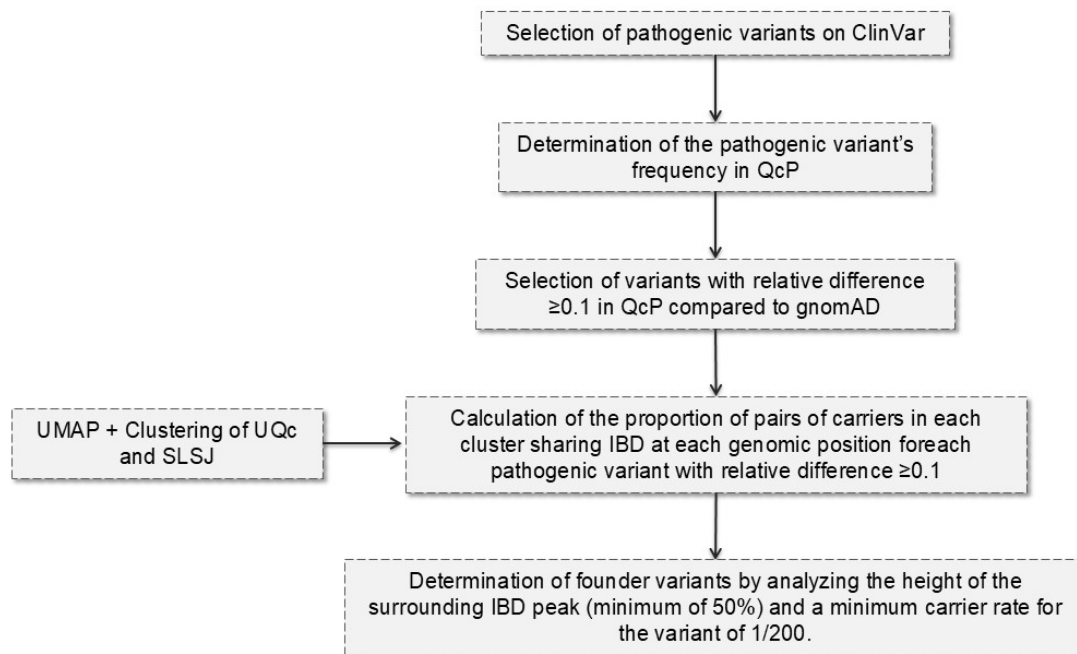 Selection of pathogenic variants on ClinVar
Determination of the pathogenic variant's
frequency in QcP
Selection of variants with relative difference
≥0.1 in QcP compared to gnomAD
UMAP + Clustering of UQc
and SLSJ
Calculation of the proportion of pairs of carriers in each
cluster sharing IBD at each genomic position foreach
pathogenic variant with relative difference ≥0.1
Determination of founder variants by analyzing the height of the
surrounding IBD peak (minimum of 50%) and a minimum carrier rate for
the variant of 1/200.